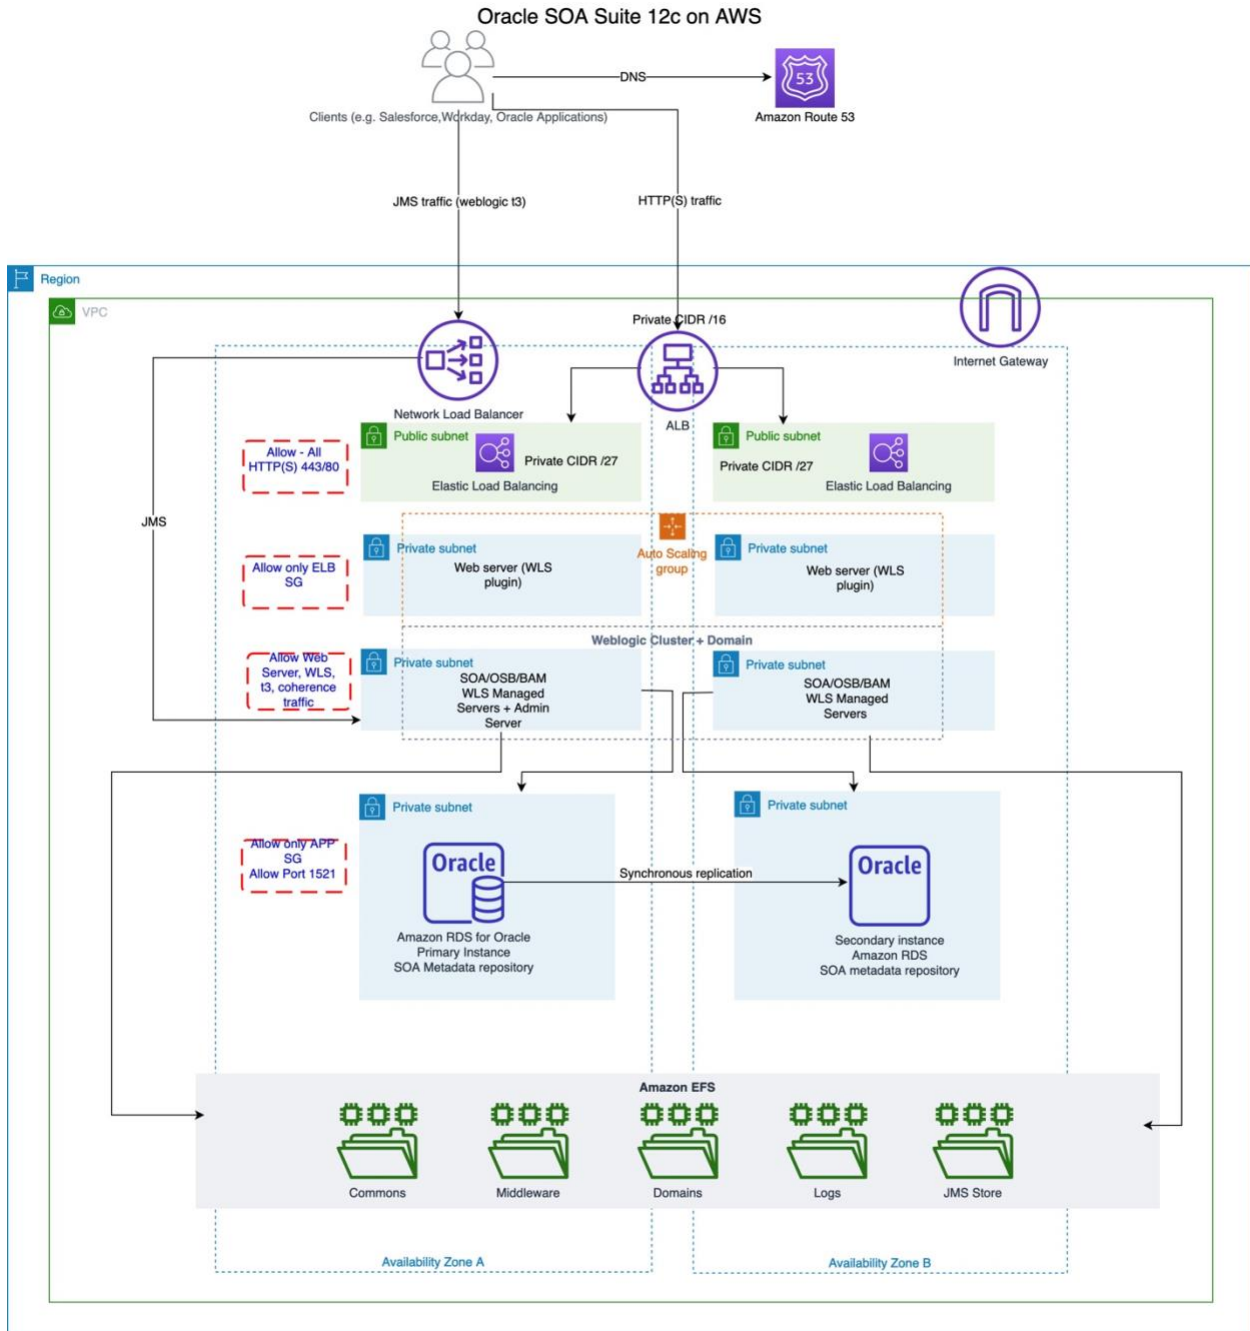 Oracle SOA Suite 12c on AWS
DNS
53
Clients (e.g. Salesforce,Workday, Oracle Applications)
Amazon Route 53
JMS traffic (weblogic t3)
HTTP(S) traffic
Region
VPC
Private CIDR /16
Internet Gateway
Network Load Balancer
ALB
Allow - All
HTTP(S) 443/80
Public subnet
Private CIDR /27
Elastic Load Balancing
Public subnet
Private CIDR /27
Elastic Load Balancing
JMS
Allow only ELB
SG
Private subnet
Web server (WLS
plugin)
Auto Scaling
group
Private subnet
Web server (WLS
plugin)
Weblogic Cluster + Domain
Allow Web
Server, WLS,
t3, coherence
traffic
Private subnet
SOA/OSB/BAM
WLS Managed
Servers + Admin
Server
Private subnet
SOA/OSB/BAM
WLS Managed
Servers
Allow only APP
SG
Allow Port 1521
Private subnet
Oracle
Amazon RDS for Oracle
Primary Instance
SOA Metadata repository
Synchronous replication
Private subnet
Oracle
Secondary instance
Amazon RDS
SOA metadata repository
Amazon EFS
Commons
Middleware
Domains
Logs
JMS Store
Availability Zone A
Availability Zone B